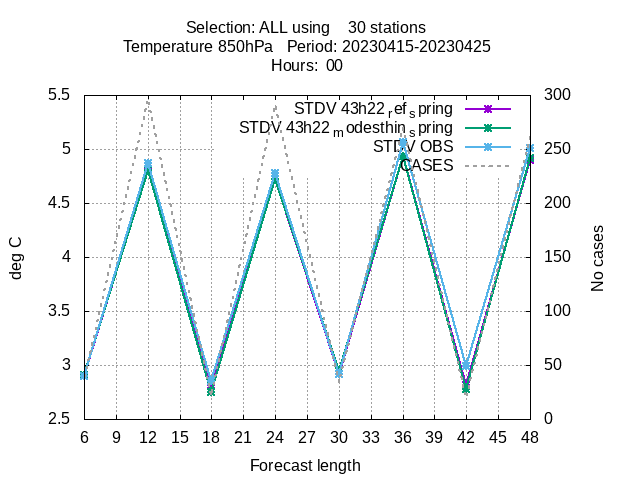 Selection: ALL using 30 stations
Temperature 850hPa Period: 20230415-20230425
Hours: 00
STDV 43h22 ref spring
STDV 43h22 modesthin spring
STDV OBS
CASES
5.5
5
4.5
4
3.5
3
2.5
deg C
300
250
200
150
100
50
0
No cases
6 9 12 15 18 21 24 27 30 33 36 39 42 45 48
Forecast length